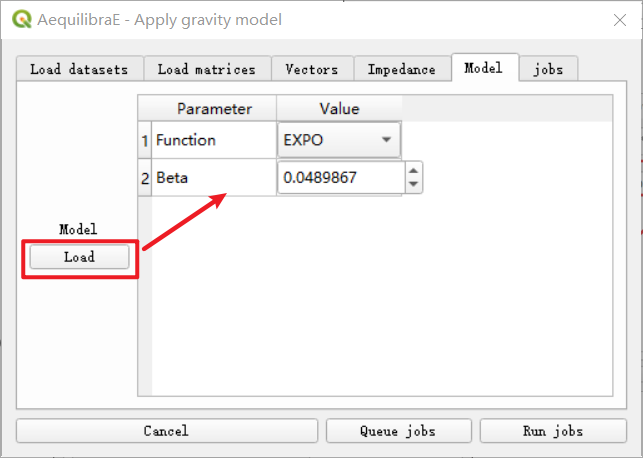 AequilibraE - Apply gravity model
Load datasets Load matrices Vectors Impedance Model jobs
Parameter Value
1 Function EXPO
2 Beta 0.0489867
Model
Load
Cancel Queue jobs Run jobs